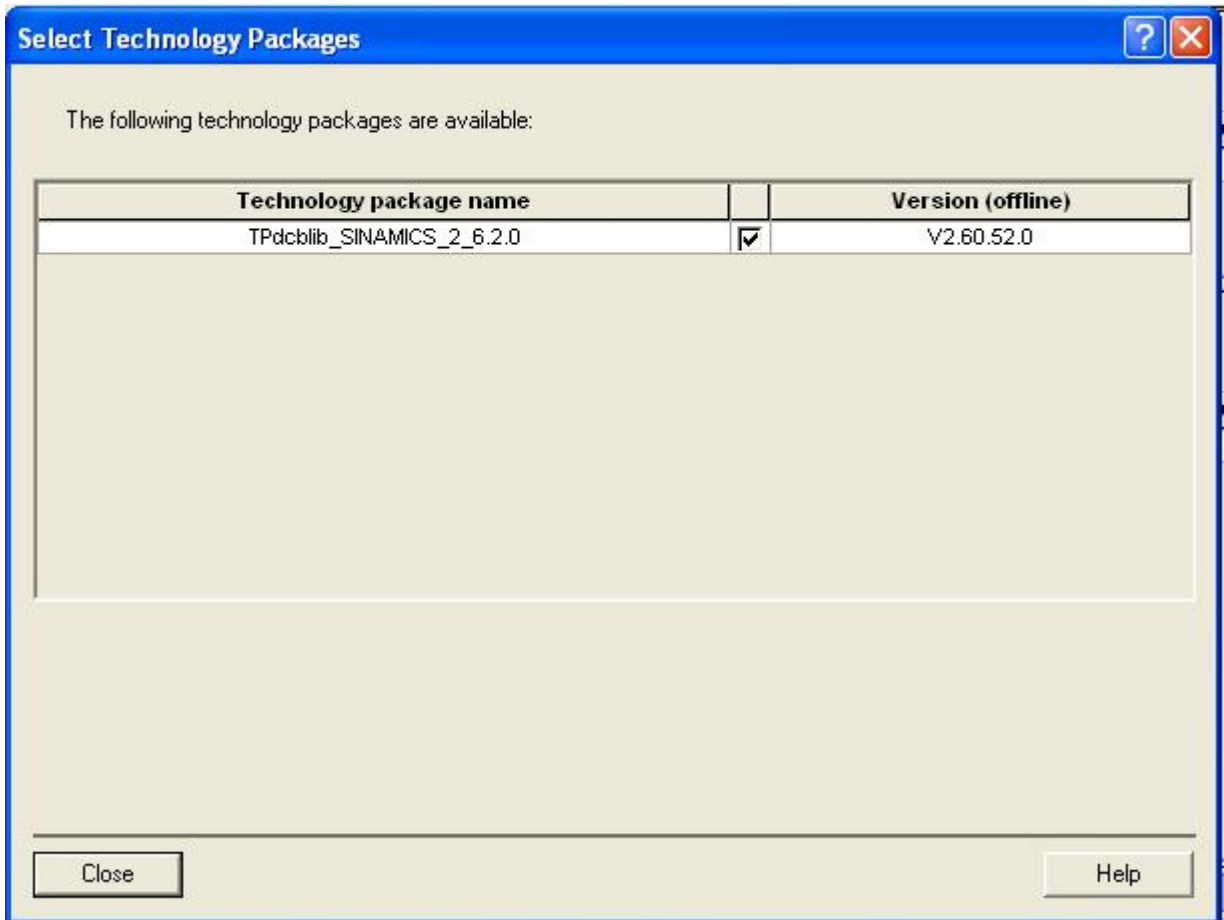 Select Technology Packages
The following technology packages are available:
Technology package name Version (offline)
TPdcblib_SINAMICS_2_6.2.0 V2.60.52.0
Close Help